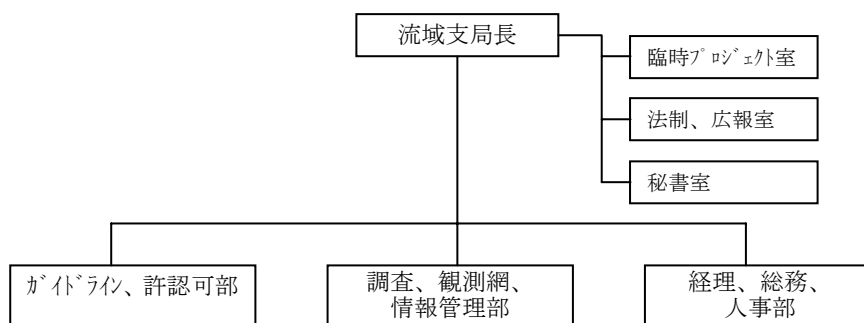 流域支局長
臨時ﾌﾟﾛｼﾞｪｸﾄ室
法制、広報室
秘書室
ｶﾞｲﾄﾞﾗｲﾝ、許認可部
調査、観測網、
情報管理部
経理、総務、
人事部